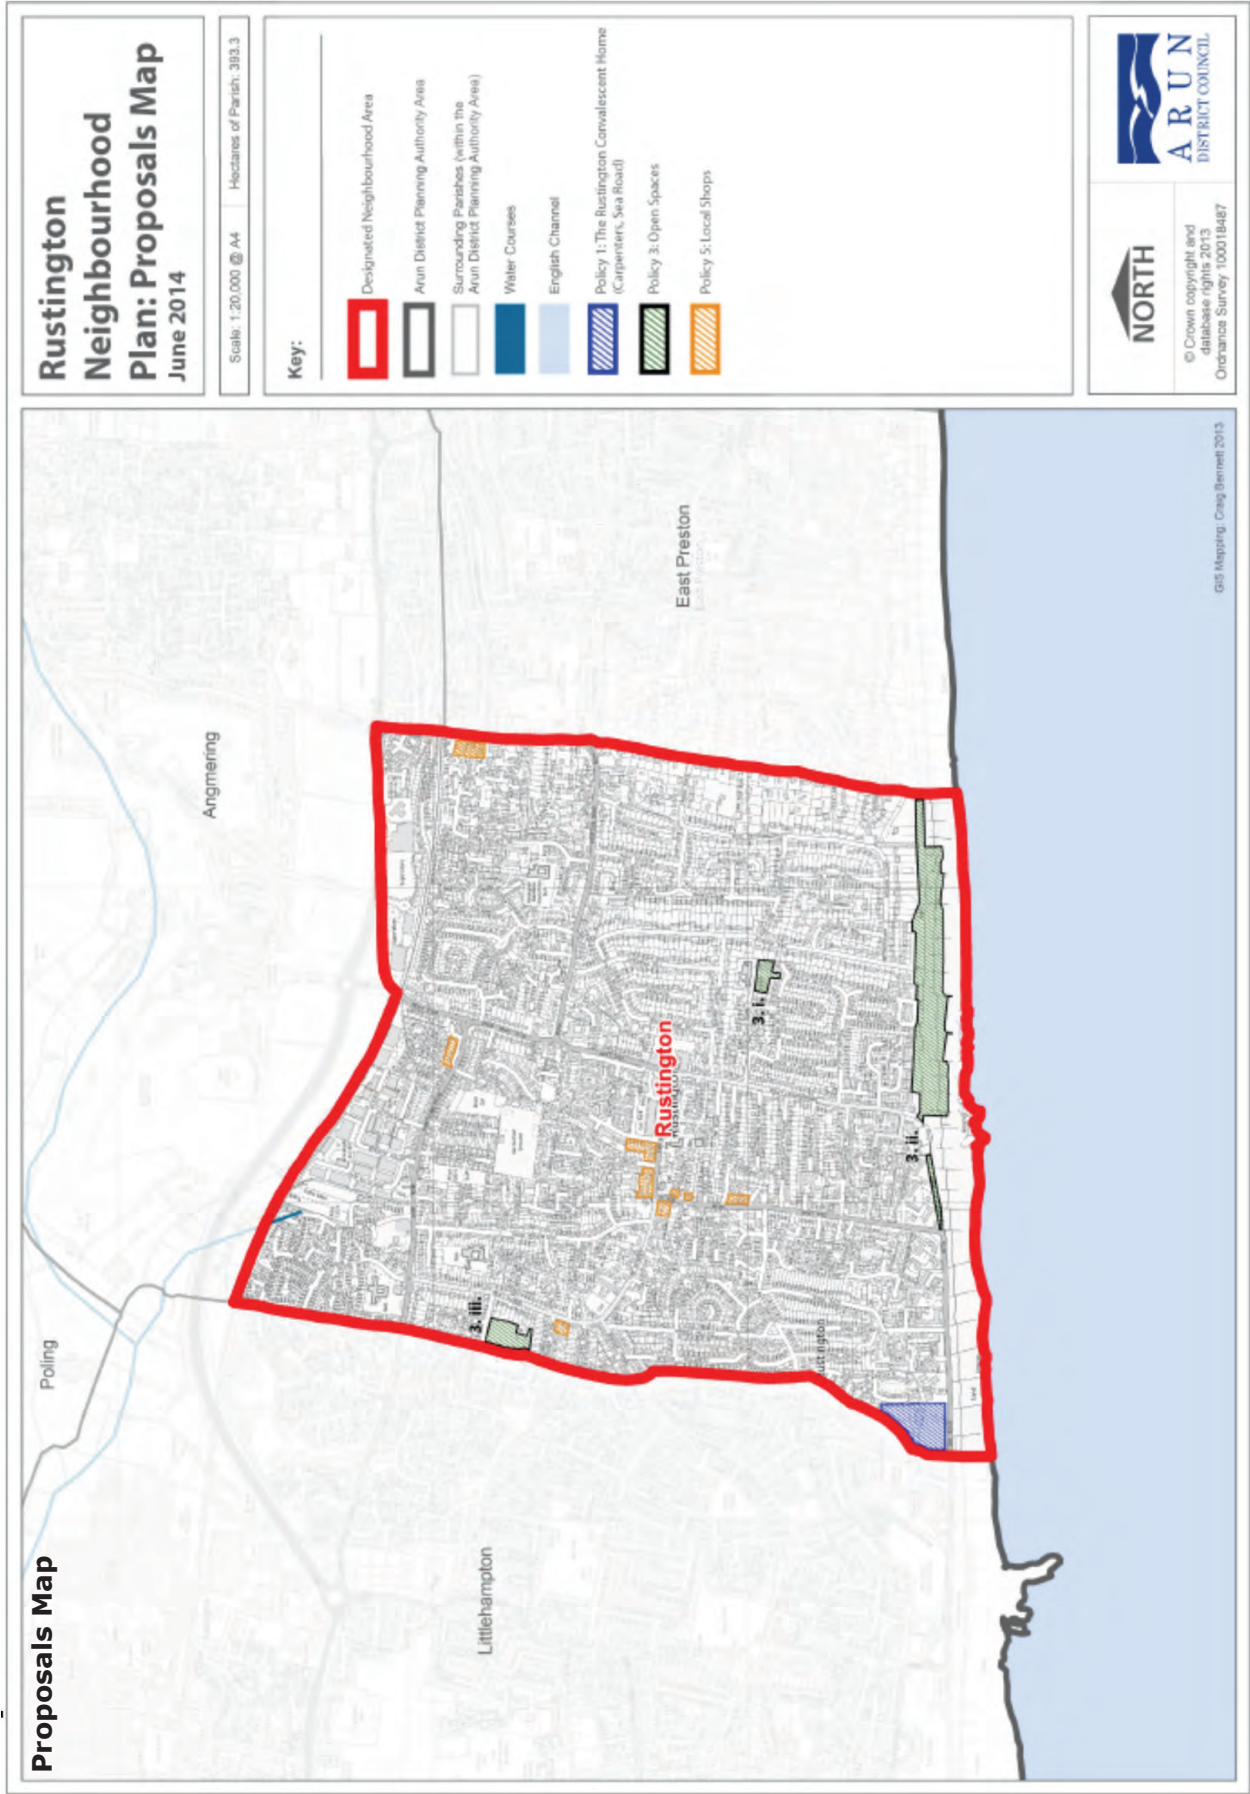 Proposals Map
Rustington
Neighbourhood
Plan: Proposals Map
June 2014
Scale: 1:20,000 @ A4
Hectares of Parish: 393.3
Key:
Designated Neighbourhood Area
Arun District Planning Authority Area
Surrounding Parishes (within the
Arun District Planning Authority Area)
Water Courses
English Channel
Policy 1: The Rustington Convalescent Home
(Carpenters, Sea Road)
Policy 3: Open Spaces
Policy 5: Local Shops
NORTH
© Crown copyright and
database rights 2013
Ordnance Survey 100018487
ARUN
DISTRICT COUNCIL
Poling
Angmering
Littlehampton
East Preston
Rustington
3. i.
3. ii.
3. iii.
GIS Mapping: Craig Bennett 2013